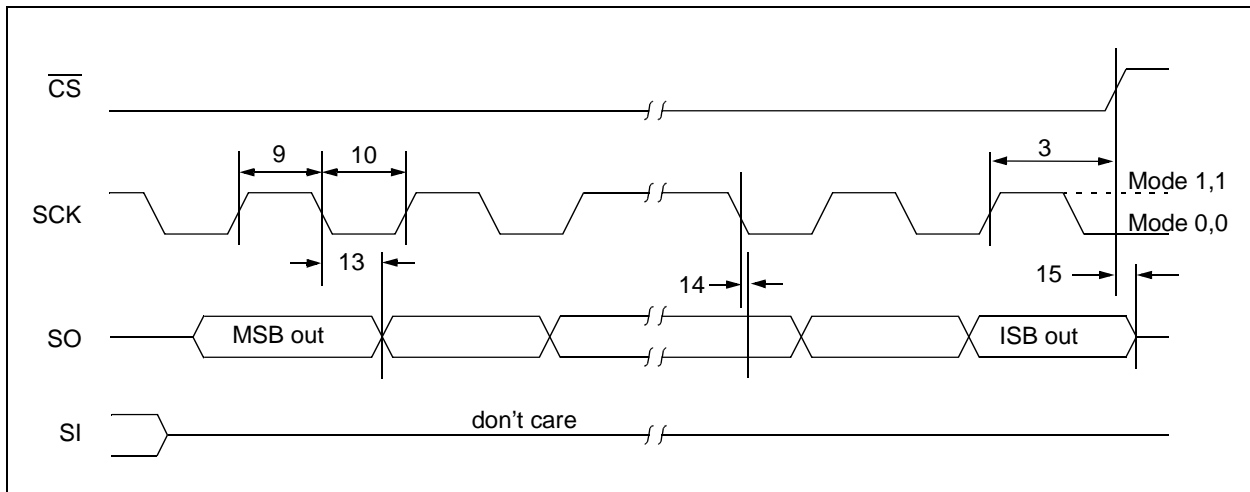 CS
9
10
3
Mode 1,1
SCK
Mode 0,0
13
14
15
SO
MSB out
ISB out
don't care
SI